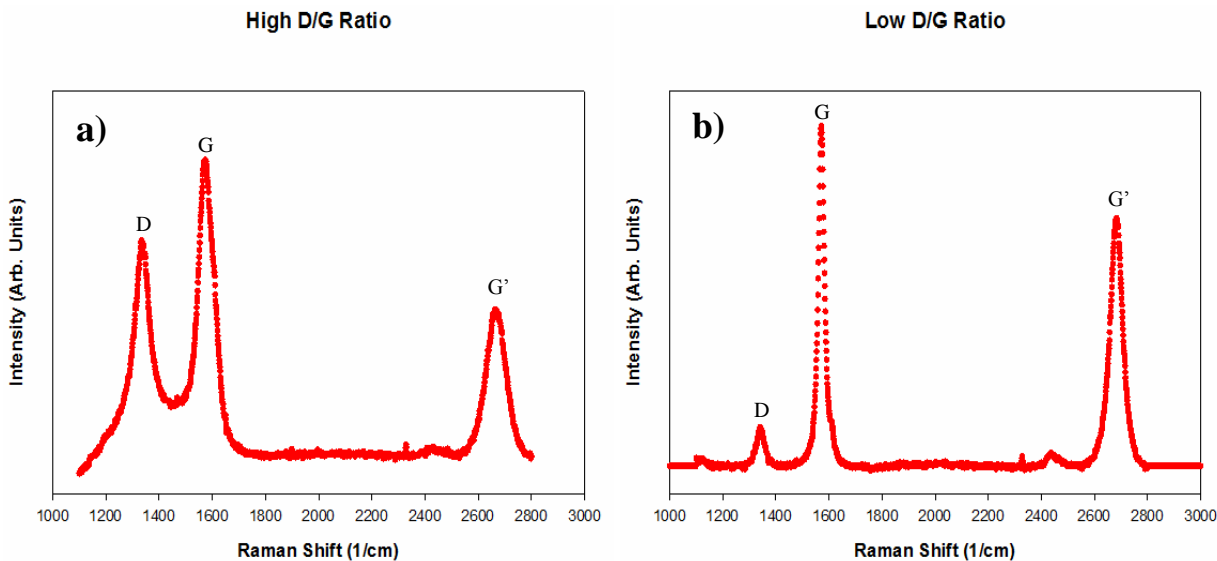 High D/G Ratio
a)
G
D
G’
Intensity (Arb. Units)
1000 1200 1400 1600 1800 2000 2200 2400 2600 2800 3000
Raman Shift (1/cm)
Low D/G Ratio
b)
G
G’
D
Intensity (Arb. Units)
1000 1200 1400 1600 1800 2000 2200 2400 2600 2800 3000
Raman Shift (1/cm)